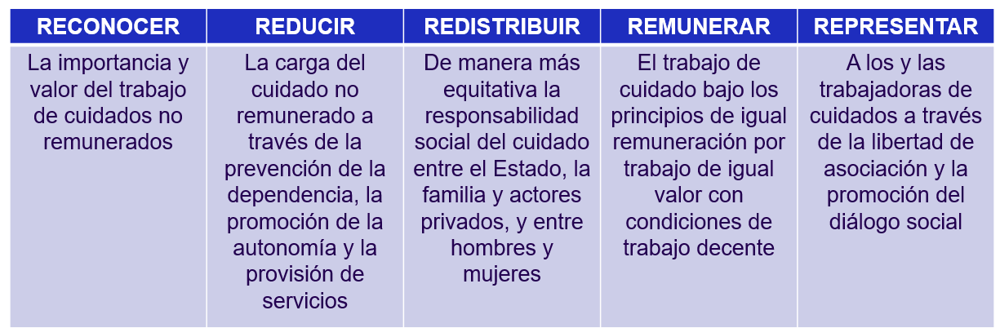 RECONOCER
La importancia y
valor del trabajo
de cuidados no
remunerados
REDUCIR
La carga del
cuidado no
remunerado a
través de la
prevención de la
dependencia, la
promoción de la
autonomía y la
provisión de
servicios
REDISTRIBUIR
De manera más
equitativa la
responsabilidad
social del cuidado
entre el Estado, la
familia y actores
privados, y entre
hombres y
mujeres
REMUNERAR
El trabajo de
cuidado bajo los
principios de igual
remuneración por
trabajo de igual
valor con
condiciones de
trabajo decente
REPRESENTAR
A los y las
trabajadoras de
cuidados a través
de la libertad de
asociación y la
promoción del
diálogo social